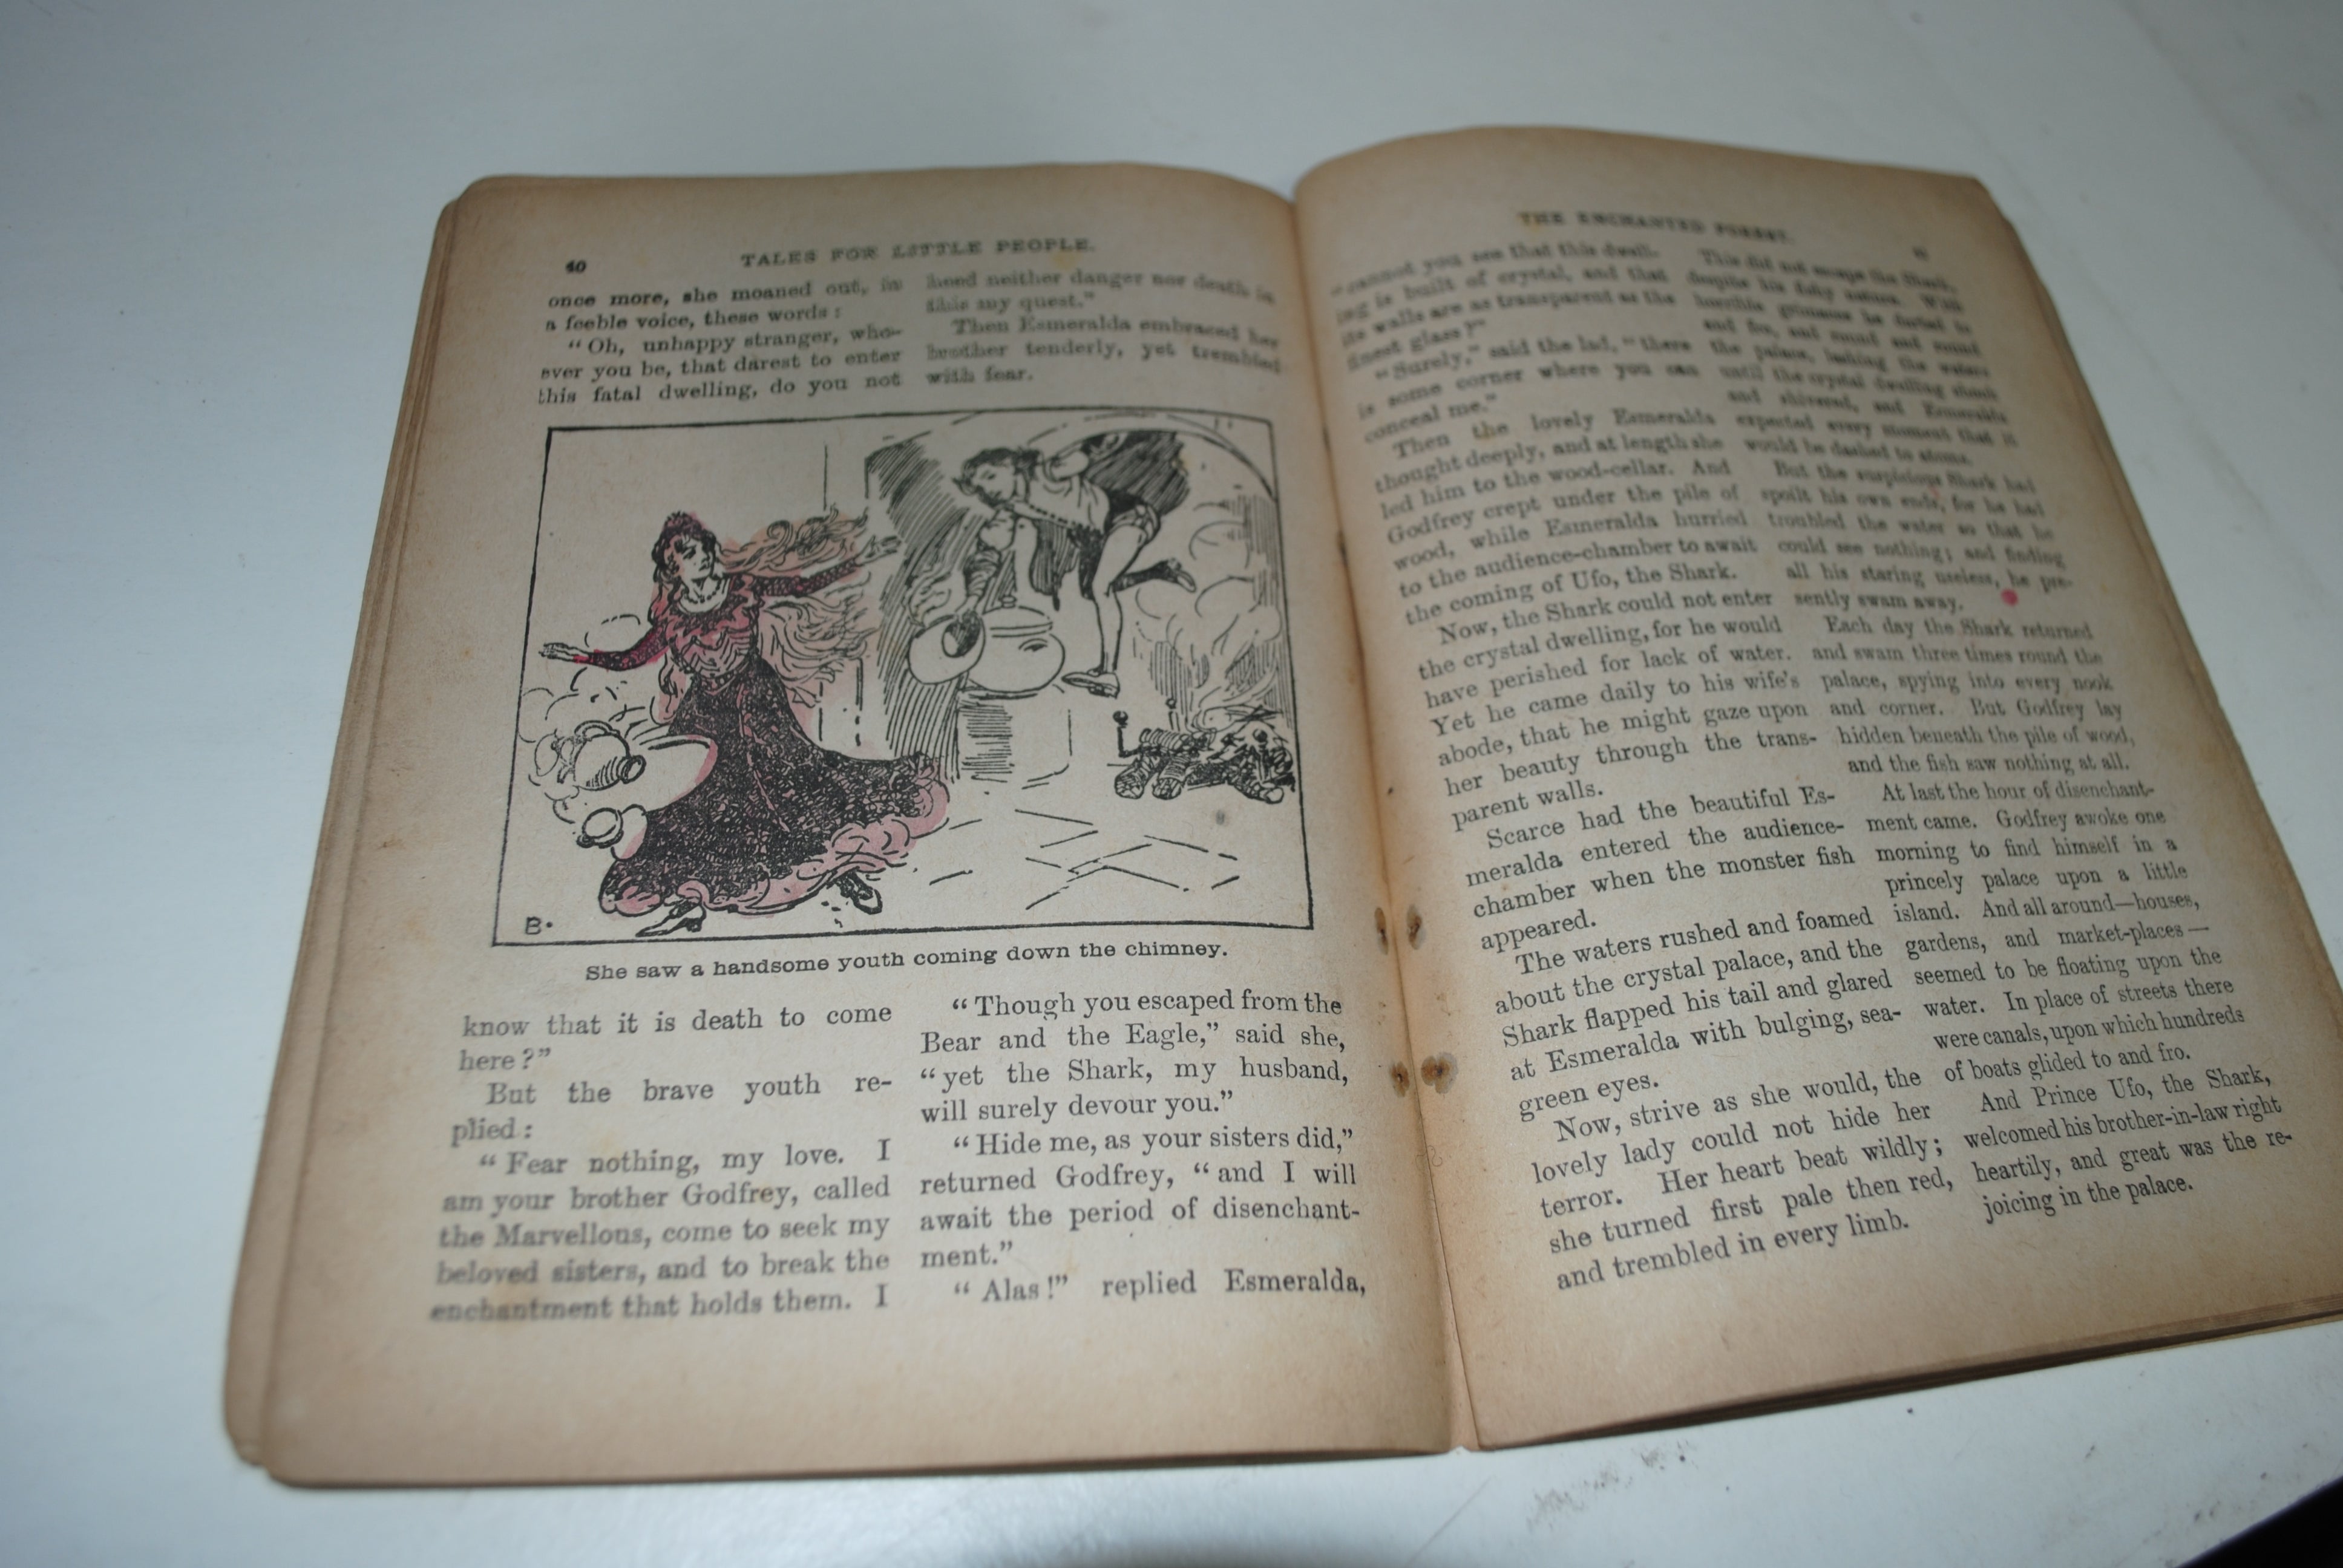 40
TALES FOR LITTLE PEOPLE.
once more, she moaned out, in
a feeble voice, these words:
"Oh, unhappy stranger, who-
ever you be, that darest to enter
this fatal dwelling, do you not
heed neither danger nor death in
this my quest."
Then Esmeralda embraced her
brother tenderly, yet trembled
with fear.
B.
She saw a handsome youth coming down the chimney.
know that it is death to come
here?"
But the brave youth re-
plied:
"Fear nothing, my love. I
am your brother Godfrey, called
the Marvellous, come to seek my
beloved sisters, and to break the
enchantment that holds them. I
"Though you escaped from the
Bear and the Eagle," said she,
"yet the Shark, my husband,
will surely devour you."
"Hide me, as your sisters did,"
returned Godfrey, "and I will
await the period of disenchant-
ment."
"Alas!" replied Esmeralda,
THE ENCHANTED FOREST.
"cannot you see that this dwell-
ing is built of crystal, and that
its walls are as transparent as the
finest glass?"
"Surely," said the lad, "there
is some corner where you can
conceal me."
Then the lovely Esmeralda
thought deeply, and at length she
led him to the wood-cellar. And
Godfrey crept under the pile of
wood, while Esmeralda hurried
to the audience-chamber to await
the coming of Ufo, the Shark.
Now, the Shark could not enter
the crystal dwelling, for he would
have perished for lack of water.
Yet he came daily to his wife's
abode, that he might gaze upon
her beauty through the trans-
parent walls.
Scarce had the beautiful Es-
meralda entered the audience-
chamber when the monster fish
appeared.
The waters rushed and foamed
about the crystal palace, and the
Shark flapped his tail and glared
at Esmeralda with bulging, sea-
green eyes.
Now, strive as she would, the
lovely lady could not hide her
terror. Her heart beat wildly;
she turned first pale then red,
and trembled in every limb.
This did not escape the Shark,
despite his fishy nature. With
horrible grimaces he
and fro, and round and round
the palace, lashing the waters
until the crystal dwelling shook
and shivered, and Esmeralda
expected every moment that it
would be dashed to atoms.
But the suspicious Shark had
spoilt his own ends, for he had
troubled the water so that he
could see nothing; and finding
all his staring useless, he pre-
sently swam away.
Each day the Shark returned
and swam three times round the
palace, spying into every nook
and corner. But Godfrey lay
hidden beneath the pile of wood,
and the fish saw nothing at all.
At last the hour of disenchant-
ment came. Godfrey awoke one
morning to find himself in a
princely palace upon a little
island. And all around—houses,
gardens, and market-places—
seemed to be floating upon the
water. In place of streets there
were canals, upon which hundreds
of boats glided to and fro.
And Prince Ufo, the Shark,
welcomed his brother-in-law right
heartily, and great was the re-
joicing in the palace.